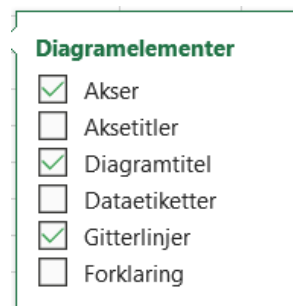 Diagramelementer
Akser
Aksetitler
Diagramtitel
Dataetiketter
Gitterlinjer
Forklaring